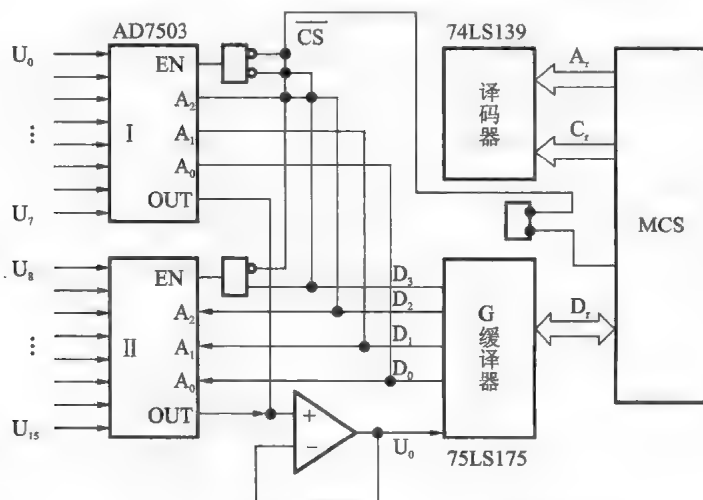 AD7503
U₀
EN
A₂
A₁
A₀
OUT
I
⋮
U₇
C̅S̅
74LS139
译码器
Aᵣ
Cᵣ
MCS
U₈
EN
A₂
A₁
A₀
OUT
II
⋮
U₁₅
D₃
D₂
D₁
D₀
G
缓译器
Dᵣ
+
−
U₀
75LS175